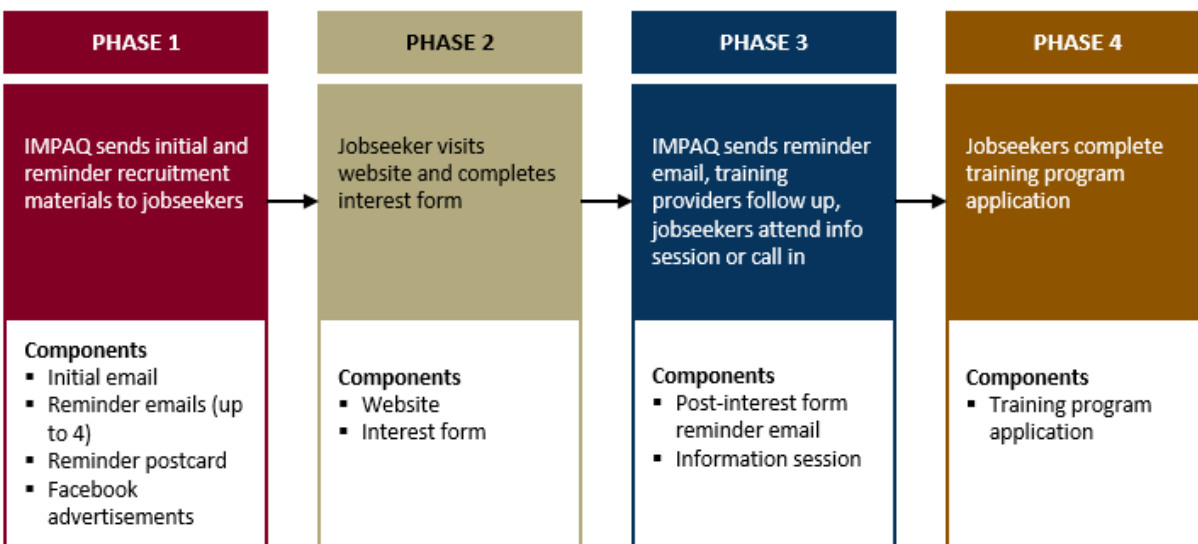 PHASE 1
IMPAQ sends initial and
reminder recruitment
materials to jobseekers
Components
▪ Initial email
▪ Reminder emails (up
to 4)
▪ Reminder postcard
▪ Facebook
advertisements
PHASE 2
Jobseeker visits
website and completes
interest form
Components
▪ Website
▪ Interest form
PHASE 3
IMPAQ sends reminder
email, training
providers follow up,
jobseekers attend info
session or call in
Components
▪ Post-interest form
reminder email
▪ Information session
PHASE 4
Jobseekers complete
training program
application
Components
▪ Training program
application